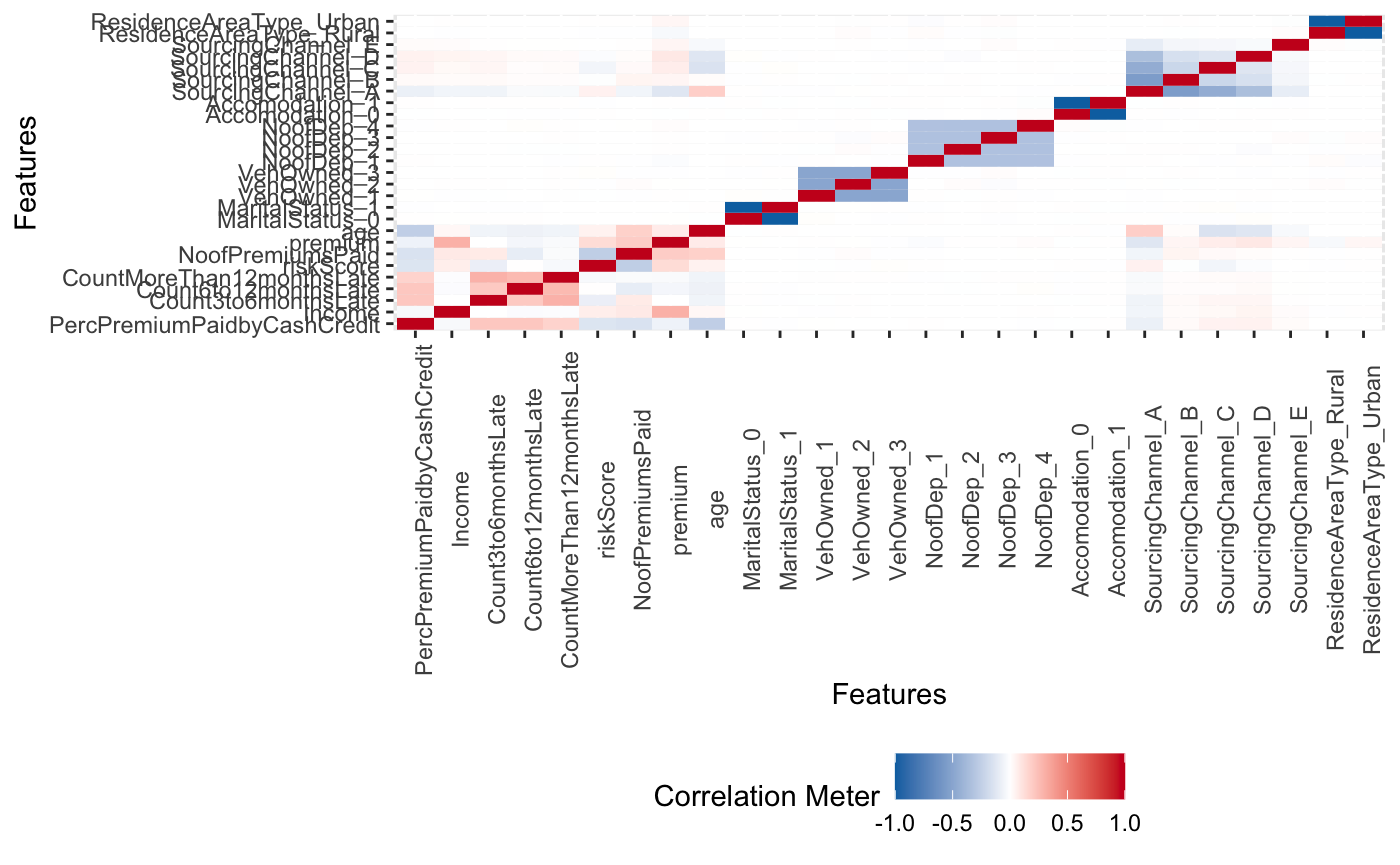 Features
ResidenceAreaType_Urban
ResidenceAreaType_Rural
SourcingChannel_E
SourcingChannel_D
SourcingChannel_C
SourcingChannel_B
SourcingChannel_A
Accomodation_1
Accomodation_0
NoofDep_4
NoofDep_3
NoofDep_2
NoofDep_1
VehOwned_3
VehOwned_2
VehOwned_1
MaritalStatus_1
MaritalStatus_0
age
premium
NoofPremiumsPaid
riskScore
CountMoreThan12monthsLate
Count6to12monthsLate
Count3to6monthsLate
Income
PercPremiumPaidbyCashCredit
PercPremiumPaidbyCashCredit
Income
Count3to6monthsLate
Count6to12monthsLate
CountMoreThan12monthsLate
riskScore
NoofPremiumsPaid
premium
age
MaritalStatus_0
MaritalStatus_1
VehOwned_1
VehOwned_2
VehOwned_3
NoofDep_1
NoofDep_2
NoofDep_3
NoofDep_4
Accomodation_0
Accomodation_1
SourcingChannel_A
SourcingChannel_B
SourcingChannel_C
SourcingChannel_D
SourcingChannel_E
ResidenceAreaType_Rural
ResidenceAreaType_Urban
Features
Correlation Meter
-1.0 -0.5 0.0 0.5 1.0